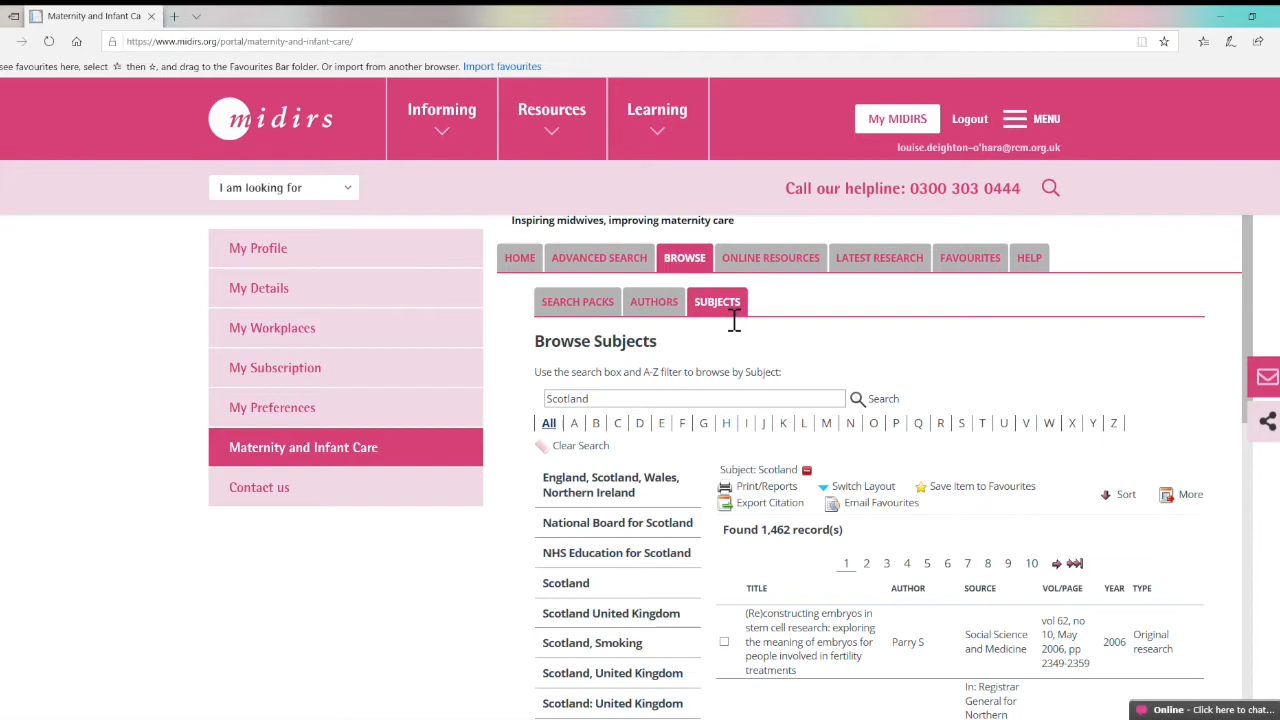 Maternity and Infant Ca
https://www.midirs.org/portal/maternity-and-infant-care/
see favourites here, select ☆ then ☆, and drag to the Favourites Bar folder. Or import from another browser. Import favourites
midirs
Informing
Resources
Learning
My MIDIRS
Logout
MENU
louise.deighton-o'hara@rcm.org.uk
I am looking for
Call our helpline: 0300 303 0444
Inspiring midwives, improving maternity care
My Profile
My Details
My Workplaces
My Subscription
My Preferences
Maternity and Infant Care
Contact us
HOME
ADVANCED SEARCH
BROWSE
ONLINE RESOURCES
LATEST RESEARCH
FAVOURITES
HELP
SEARCH PACKS
AUTHORS
SUBJECTS
Browse Subjects
Use the search box and A-Z filter to browse by Subject:
Scotland
Search
All | A | B | C | D | E | F | G | H | I | J | K | L | M | N | O | P | Q | R | S | T | U | V | W | X | Y | Z |
Clear Search
England, Scotland, Wales,
Northern Ireland
National Board for Scotland
NHS Education for Scotland
Scotland
Scotland United Kingdom
Scotland, Smoking
Scotland, United Kingdom
Scotland: United Kingdom
Subject: Scotland
Print/Reports
Switch Layout
Save Item to Favourites
Export Citation
Email Favourites
Sort
More
Found 1,462 record(s)
1 2 3 4 5 6 7 8 9 10
TITLE AUTHOR SOURCE VOL/PAGE YEAR TYPE
(Re)constructing embryos in
stem cell research: exploring
the meaning of embryos for
people involved in fertility
treatments
Parry S
Social Science
and Medicine
vol 62, no
10, May
2006, pp
2349-2359
2006
Original
research
In: Registrar
General for
Northern
Online - Click here to chat...